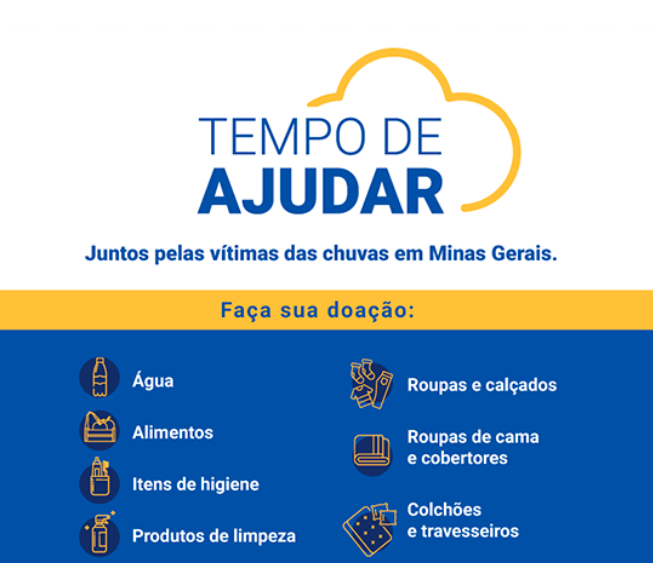 TEMPO DE
AJUDAR
Juntos pelas vítimas das chuvas em Minas Gerais.
Faça sua doação:
Água
Alimentos
Itens de higiene
Produtos de limpeza
Roupas e calçados
Roupas de cama
e cobertores
Colchões
e travesseiros